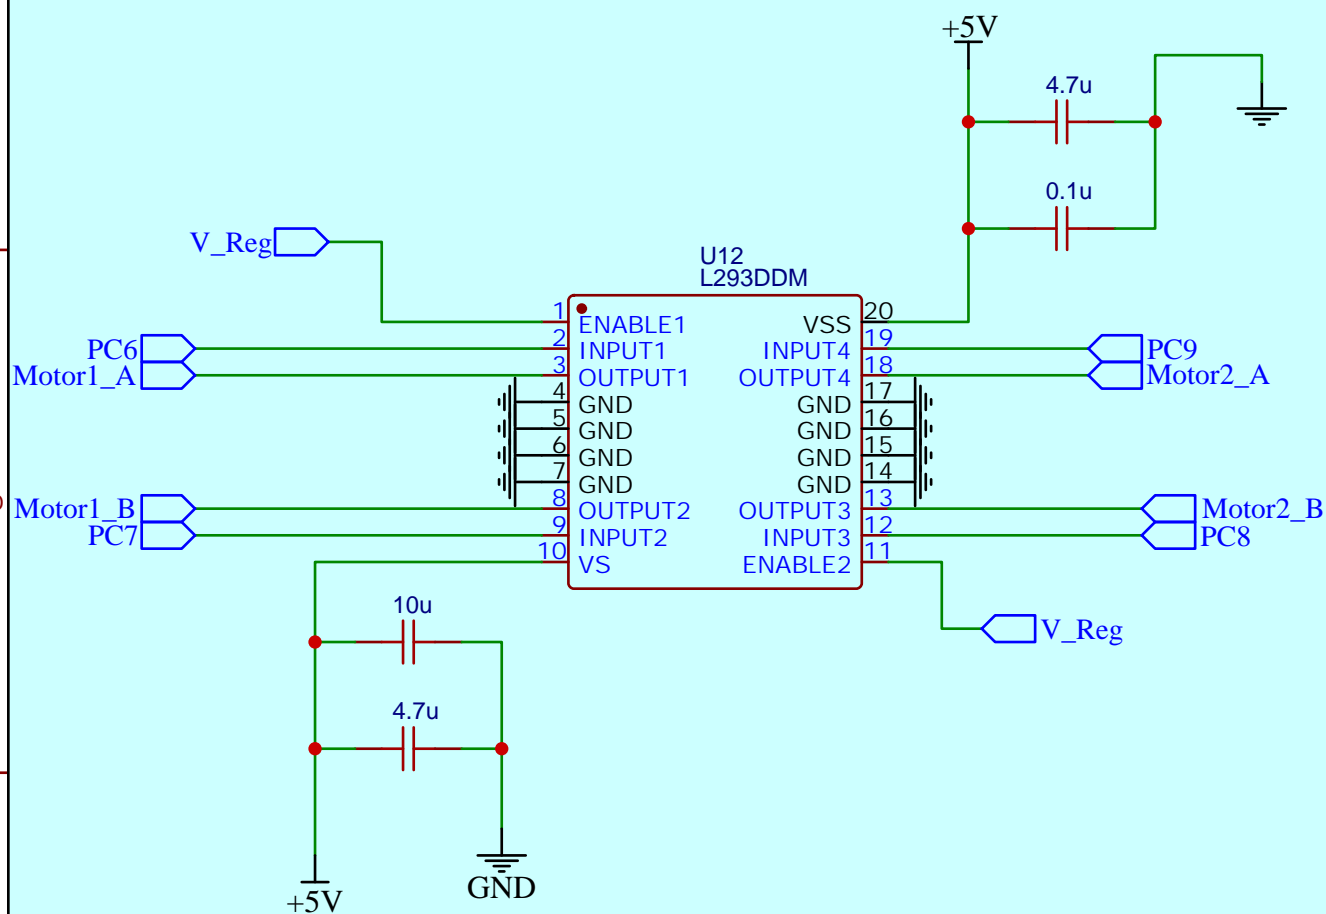 +5V
4.7u
0.1u
V_Reg
U12
L293DDM
1
ENABLE1
VSS
20
PC6
2
INPUT1
INPUT4
19
PC9
Motor1_A
3
OUTPUT1
OUTPUT4
18
Motor2_A
4
GND
GND
17
5
GND
GND
16
6
GND
GND
15
7
GND
GND
14
Motor1_B
8
OUTPUT2
OUTPUT3
13
Motor2_B
PC7
9
INPUT2
INPUT3
12
PC8
10
VS
ENABLE2
11
10u
V_Reg
4.7u
GND
+5V